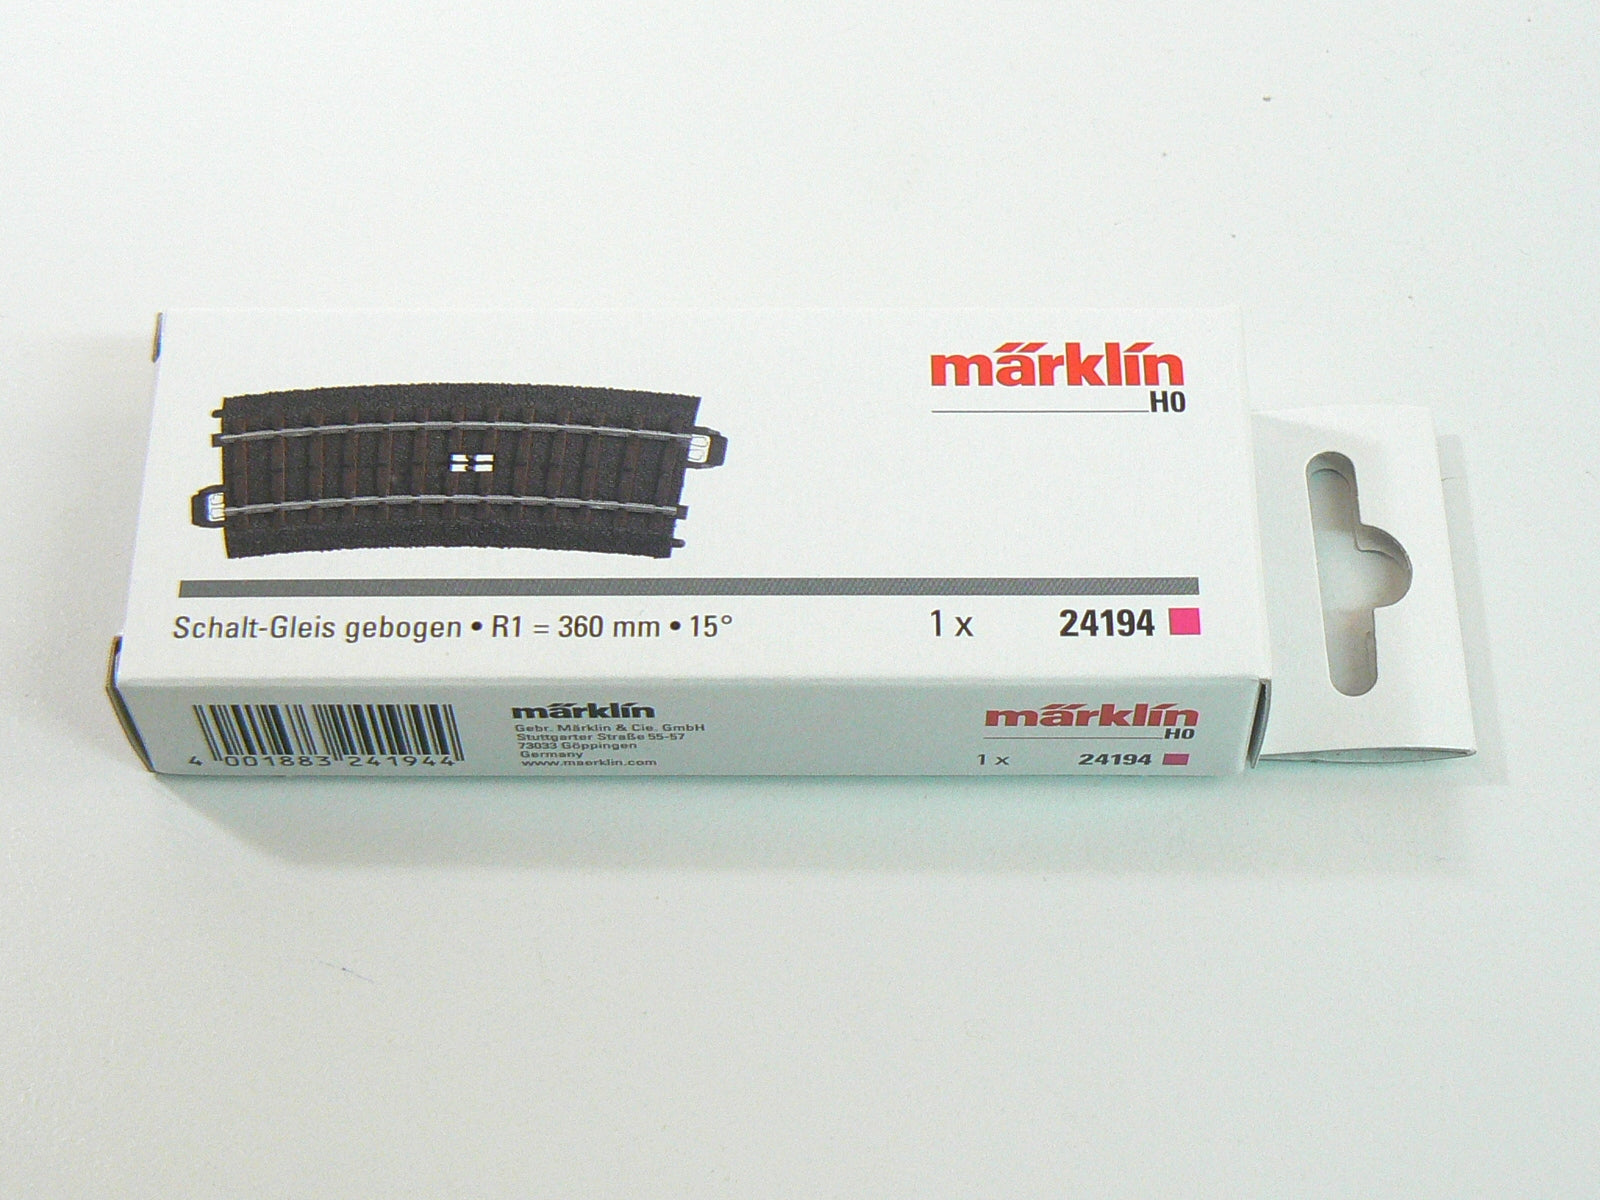 märklin
H0
Schalt-Gleis gebogen • R1 = 360 mm • 15° 1 x 24194
märklin
Gebr. Märklin & Cie. GmbH
Stuttgarter Straße 55-57
73033 Göppingen
Germany
www.maerklin.com
4 001883 241944
märklin
H0
1 x 24194